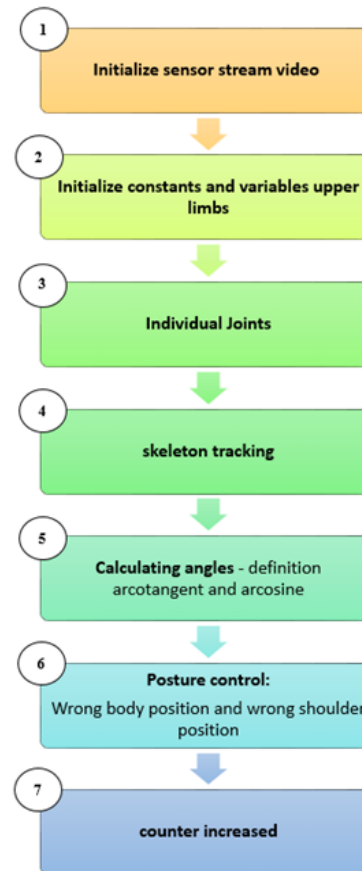 1
Initialize sensor stream video
2
Initialize constants and variables upper
limbs
3
Individual Joints
4
skeleton tracking
5
Calculating angles - definition
arcotangent and arcosine
6
Posture control:
Wrong body position and wrong shoulder
position
7
counter increased